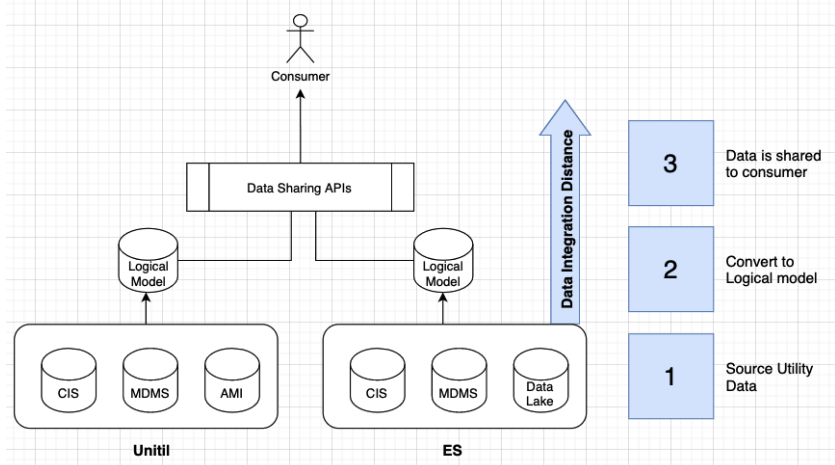 Consumer
Data Sharing APIs
Data Integration Distance
3
Data is shared
to consumer
Logical
Model
Logical
Model
2
Convert to
Logical model
CIS
MDMS
AMI
CIS
MDMS
Data
Lake
1
Source Utility
Data
Unitil
ES